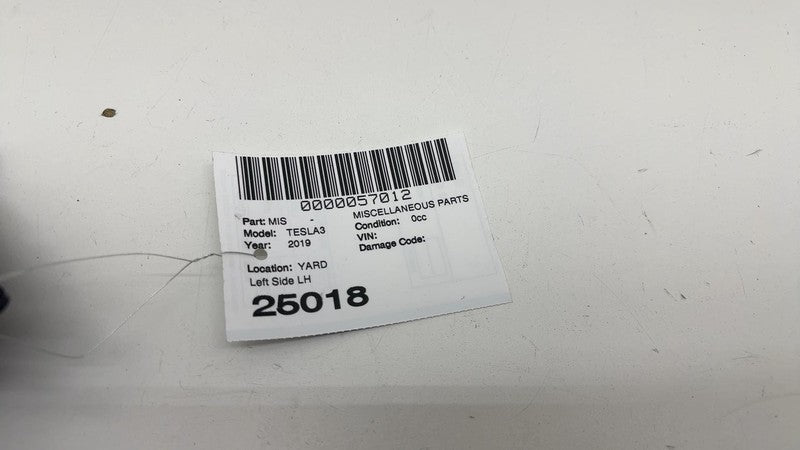 0000057012
Part: MIS - MISCELLANEOUS PARTS
Model: TESLA3 Condition: 0cc
Year: 2019 VIN:
Damage Code:
Location: YARD
Left Side LH
25018